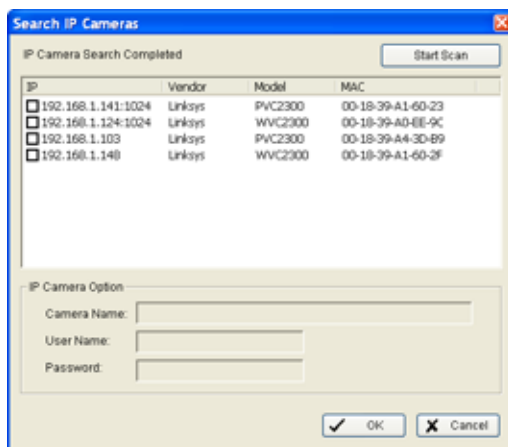 Search IP Cameras
IP Camera Search Completed
Start Scan
IP Vendor Model MAC
192.168.1.141:1024 Linksys PVC2300 00-18-39-A1-60-23
192.168.1.124:1024 Linksys WVC2300 00-18-39-A0-EE-9C
192.168.1.103 Linksys PVC2300 00-18-39-A4-3D-B9
192.168.1.148 Linksys WVC2300 00-18-39-A1-60-2F
IP Camera Option
Camera Name:
User Name:
Password:
OK Cancel